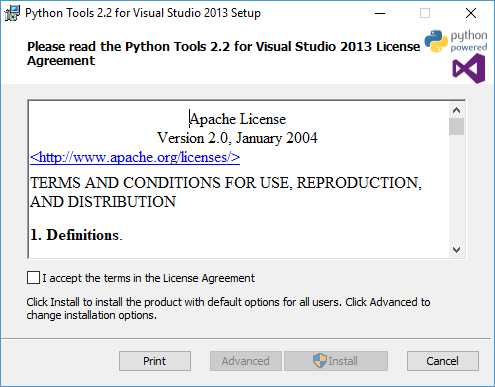 Python Tools 2.2 for Visual Studio 2013 Setup
Please read the Python Tools 2.2 for Visual Studio 2013 License
Agreement
python
powered
Apache License
Version 2.0, January 2004
<http://www.apache.org/licenses/>
TERMS AND CONDITIONS FOR USE, REPRODUCTION,
AND DISTRIBUTION
1. Definitions.
I accept the terms in the License Agreement
Click Install to install the product with default options for all users. Click Advanced to
change installation options.
Print
Advanced
Install
Cancel